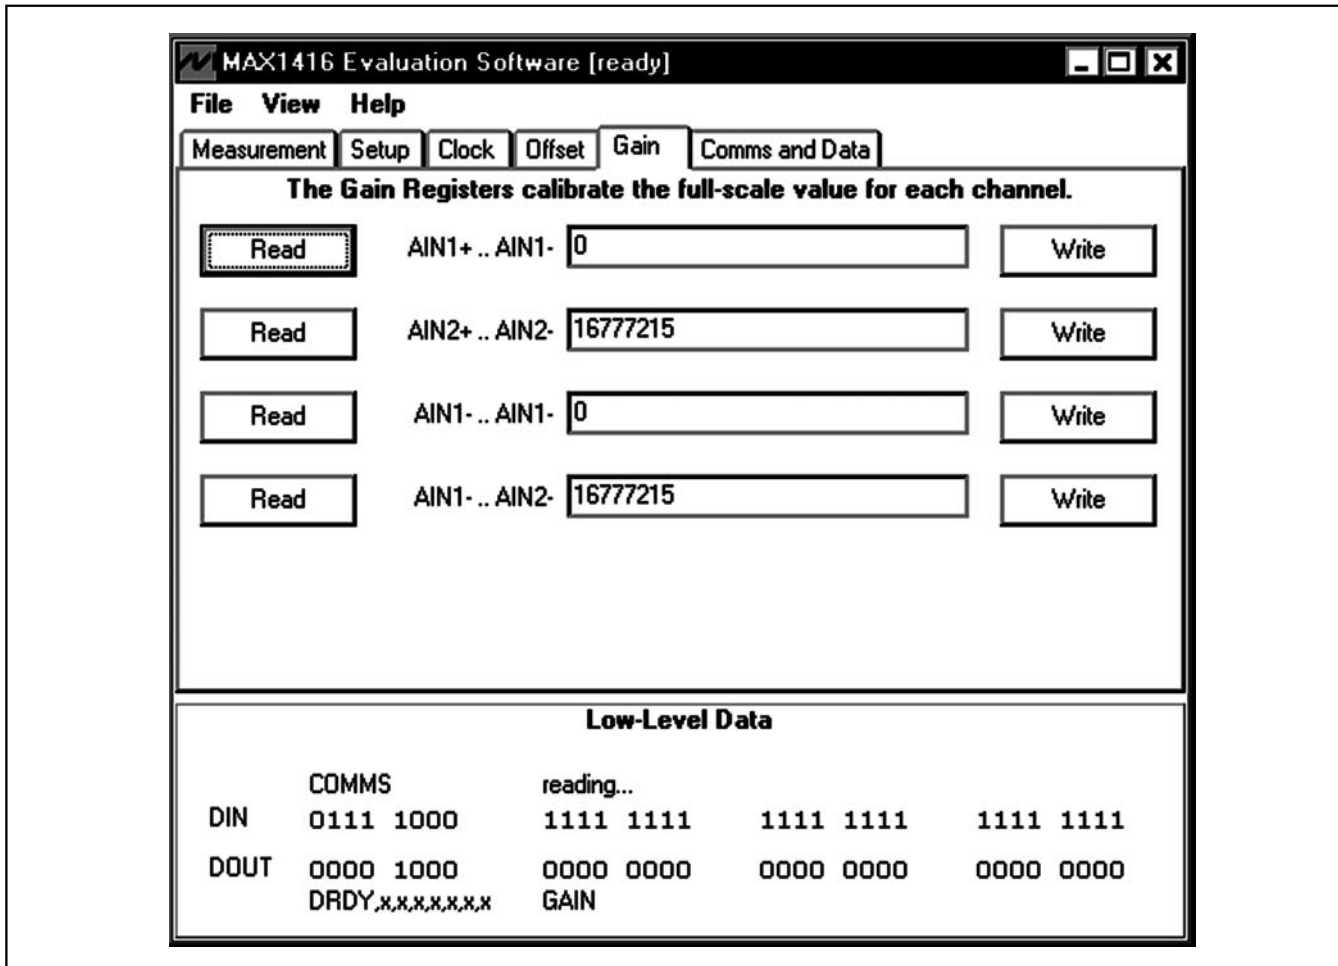 MAX1416 Evaluation Software [ready]
File View Help
Measurement Setup Clock Offset Gain Comms and Data
The Gain Registers calibrate the full-scale value for each channel.
Read AIN1+ .. AIN1- 0 Write
Read AIN2+ .. AIN2- 16777215 Write
Read AIN1- .. AIN1- 0 Write
Read AIN1- .. AIN2- 16777215 Write
Low-Level Data
COMMS reading...
DIN 0111 1000 1111 1111 1111 1111 1111 1111
DOUT 0000 1000 0000 0000 0000 0000 0000 0000
DRDY,x,x,x,x,x,x,x GAIN